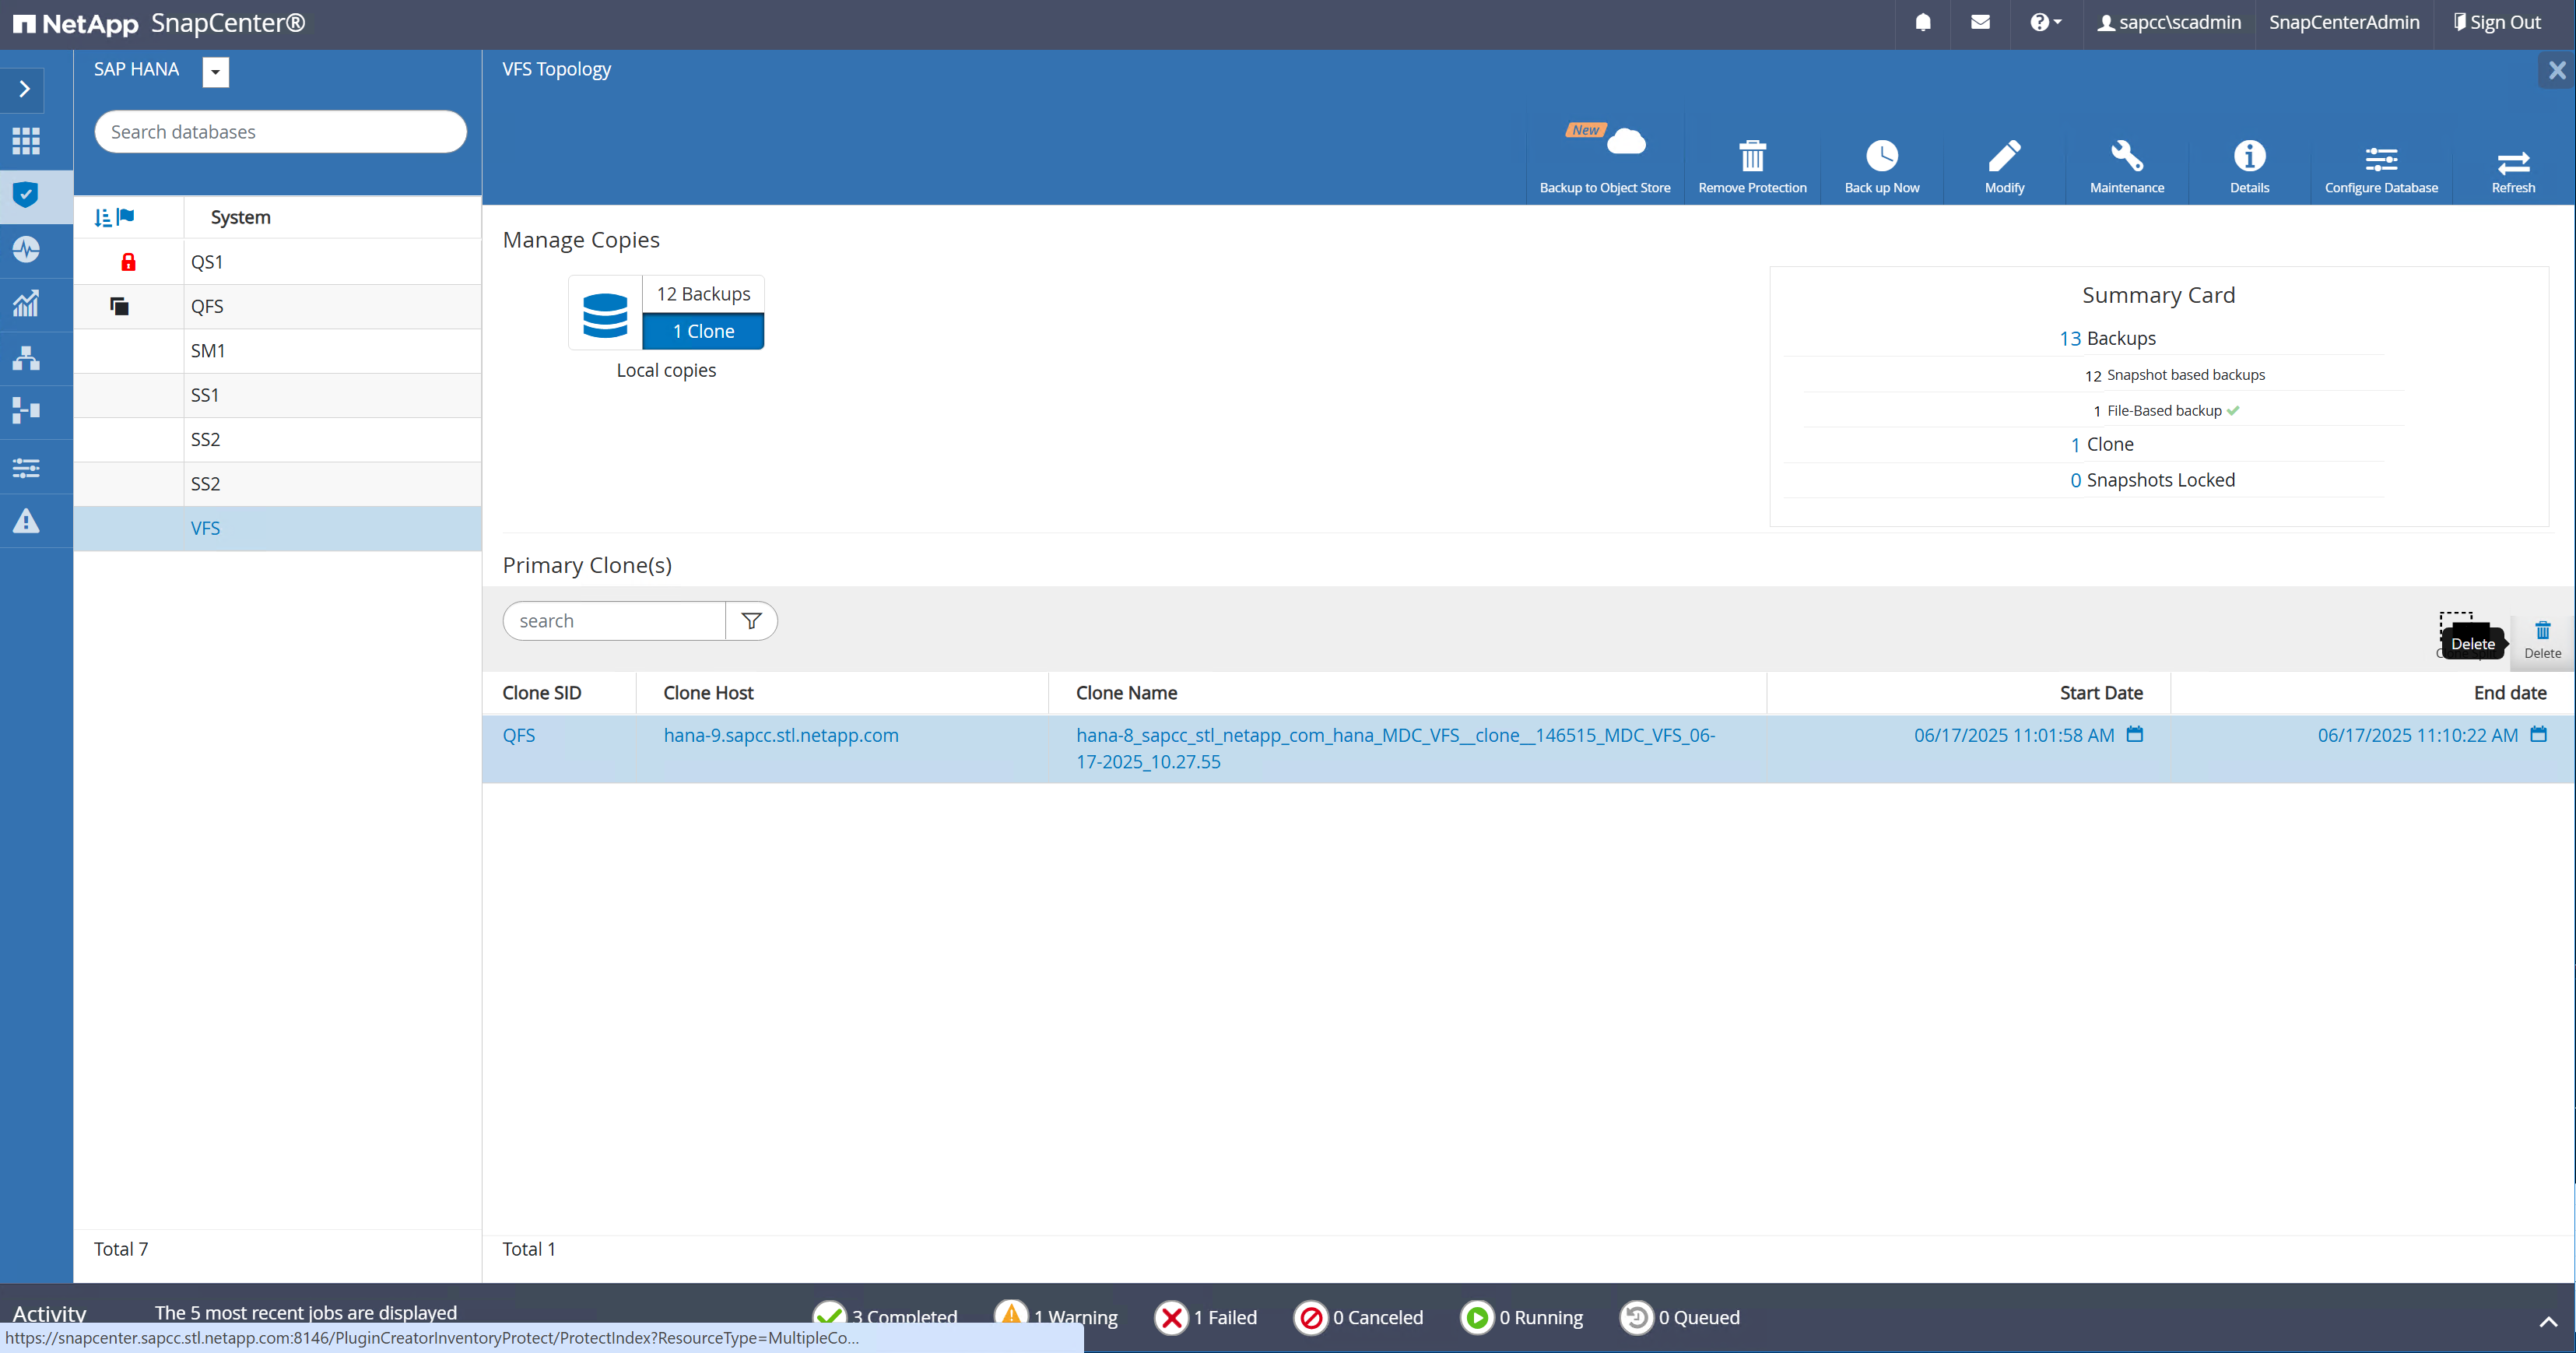 NetApp SnapCenter®
sapcc\scadmin
SnapCenterAdmin
Sign Out
SAP HANA
Search databases
System
QS1
QFS
SM1
SS1
SS2
SS2
VFS
Total 7
VFS Topology
New
Backup to Object Store
Remove Protection
Back up Now
Modify
Maintenance
Details
Configure Database
Refresh
Manage Copies
12 Backups
1 Clone
Local copies
Summary Card
13 Backups
12 Snapshot based backups
1 File-Based backup
1 Clone
0 Snapshots Locked
Primary Clone(s)
search
Delete
Delete
Clone SID Clone Host Clone Name Start Date End date
QFS hana-9.sapcc.stl.netapp.com hana-8_sapcc_stl_netapp_com_hana_MDC_VFS__clone__146515_MDC_VFS_06- 06/17/2025 11:01:58 AM 06/17/2025 11:10:22 AM
17-2025_10.27.55
Total 1
Activity The 5 most recent jobs are displayed 3 Completed 1 Warning 1 Failed 0 Canceled 0 Running 0 Queued
https://snapcenter.sapcc.stl.netapp.com:8146/PluginCreatorInventoryProtect/ProtectIndex?ResourceType=MultipleCo...